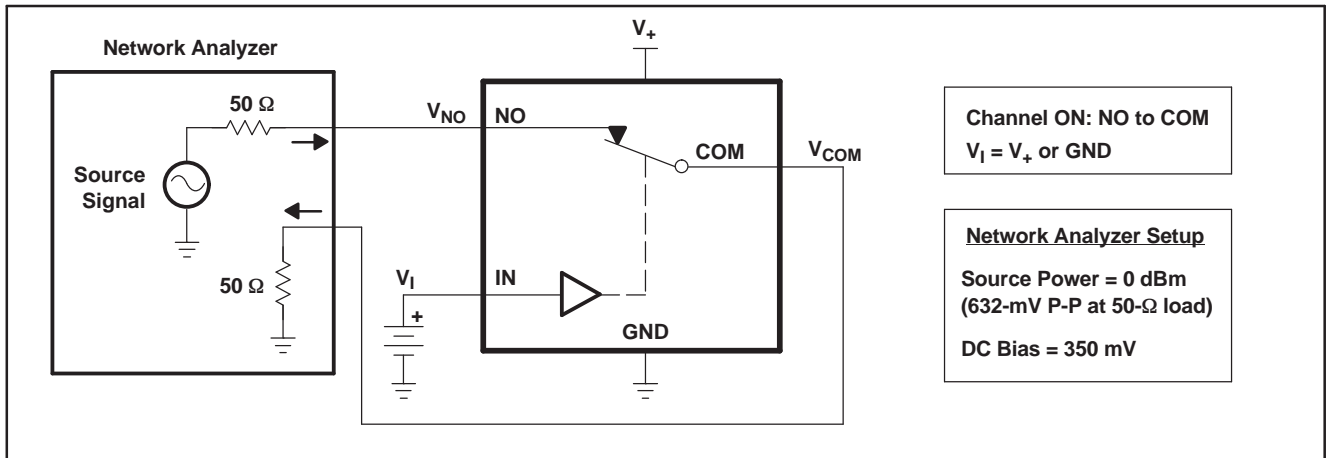 Network Analyzer
50 Ω
Source
Signal
50 Ω
V+
VNO
NO
COM
VCOM
VI
IN
+
GND
Channel ON: NO to COM
VI = V+ or GND
Network Analyzer Setup
Source Power = 0 dBm
(632-mV P-P at 50-Ω load)
DC Bias = 350 mV